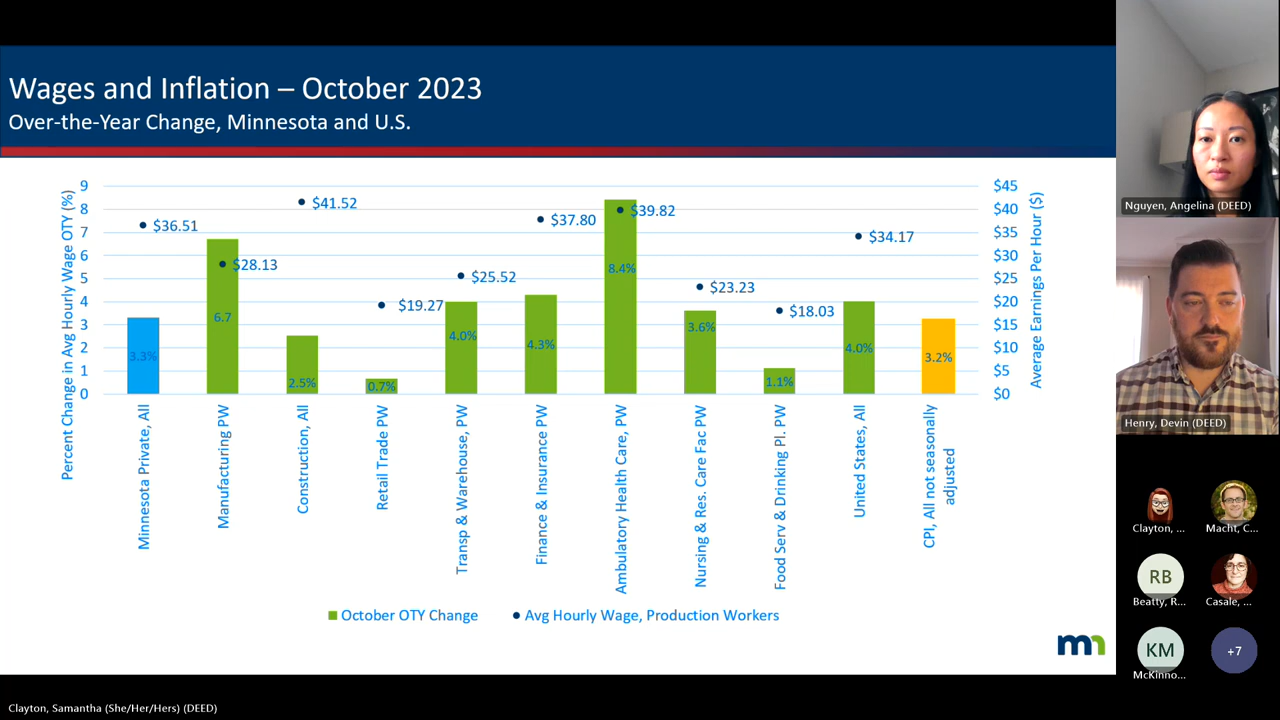 Wages and Inflation – October 2023
Over-the-Year Change, Minnesota and U.S.
Percent Change in Avg Hourly Wage OTY (%)
9
8
7
6
5
4
3
2
1
0
$36.51
$28.13
$41.52
$19.27
$25.52
$37.80
$39.82
$23.23
$18.03
$34.17
3.3%
6.7
2.5%
0.7%
4.0%
4.3%
8.4%
3.6%
1.1%
4.0%
3.2%
$45
$40
$35
$30
$25
$20
$15
$10
$5
$0
Average Earnings Per Hour ($)
Minnesota Private, All
Manufacturing PW
Construction, All
Retail Trade PW
Transp & Warehouse, PW
Finance & Insurance PW
Ambulatory Health Care, PW
Nursing & Res. Care Fac PW
Food Serv & Drinking Pl. PW
United States, All
CPI, All not seasonally
adjusted
October OTY Change
Avg Hourly Wage, Production Workers
mn
Nguyen, Angelina (DEED)
Henry, Devin (DEED)
Clayton, ...
Macht, C...
RB
Beatty, R...
Casale, ...
KM
McKinno...
+7
Clayton, Samantha (She/Her/Hers) (DEED)